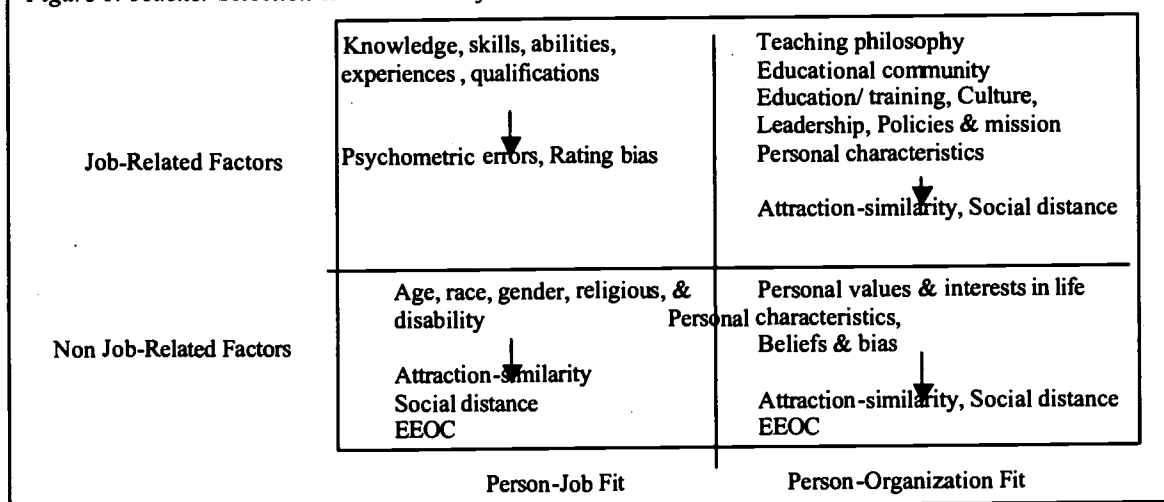 Knowledge, skills, abilities,
experiences , qualifications
Psychometric errors, Rating bias
Teaching philosophy
Educational community
Education/ training, Culture,
Leadership, Policies & mission
Personal characteristics
Attraction-similarity, Social distance
Job-Related Factors
Age, race, gender, religious, &
disability
Attraction-similarity
Social distance
EEOC
Personal values & interests in life
Personal characteristics,
Beliefs & bias
Attraction-similarity, Social distance
EEOC
Non Job-Related Factors
Person-Job Fit
Person-Organization Fit